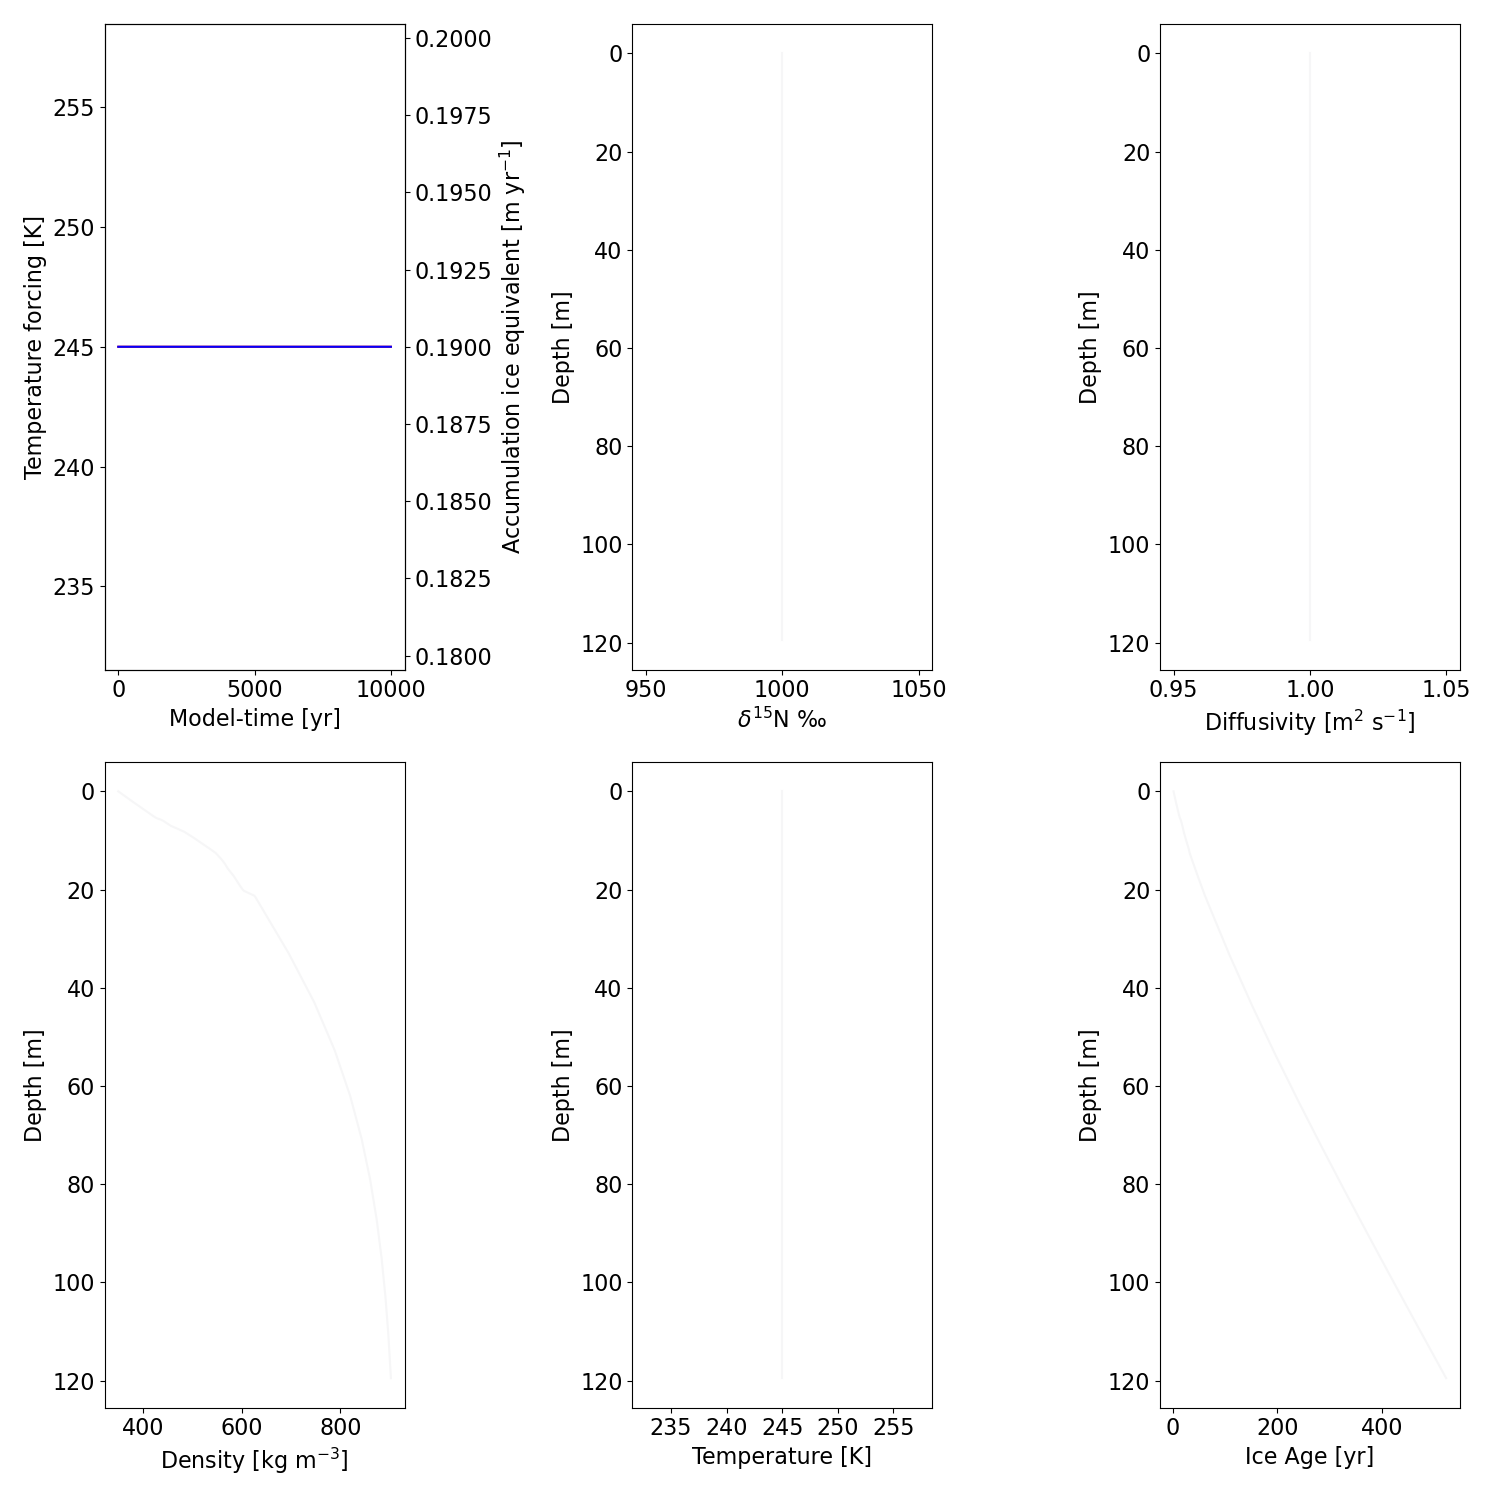 Temperature forcing [K]
255
250
245
240
235
0 5000 10000
Model-time [yr]
0.2000
0.1975
0.1950
0.1925
0.1900
0.1875
0.1850
0.1825
0.1800
Accumulation ice equivalent [m yr⁻¹]
Depth [m]
0
20
40
60
80
100
120
950 1000 1050
δ¹⁵N ‰
Depth [m]
0
20
40
60
80
100
120
0.95 1.00 1.05
Diffusivity [m² s⁻¹]
Depth [m]
0
20
40
60
80
100
120
400 600 800
Density [kg m⁻³]
Depth [m]
0
20
40
60
80
100
120
235 240 245 250 255
Temperature [K]
Depth [m]
0
20
40
60
80
100
120
0 200 400
Ice Age [yr]